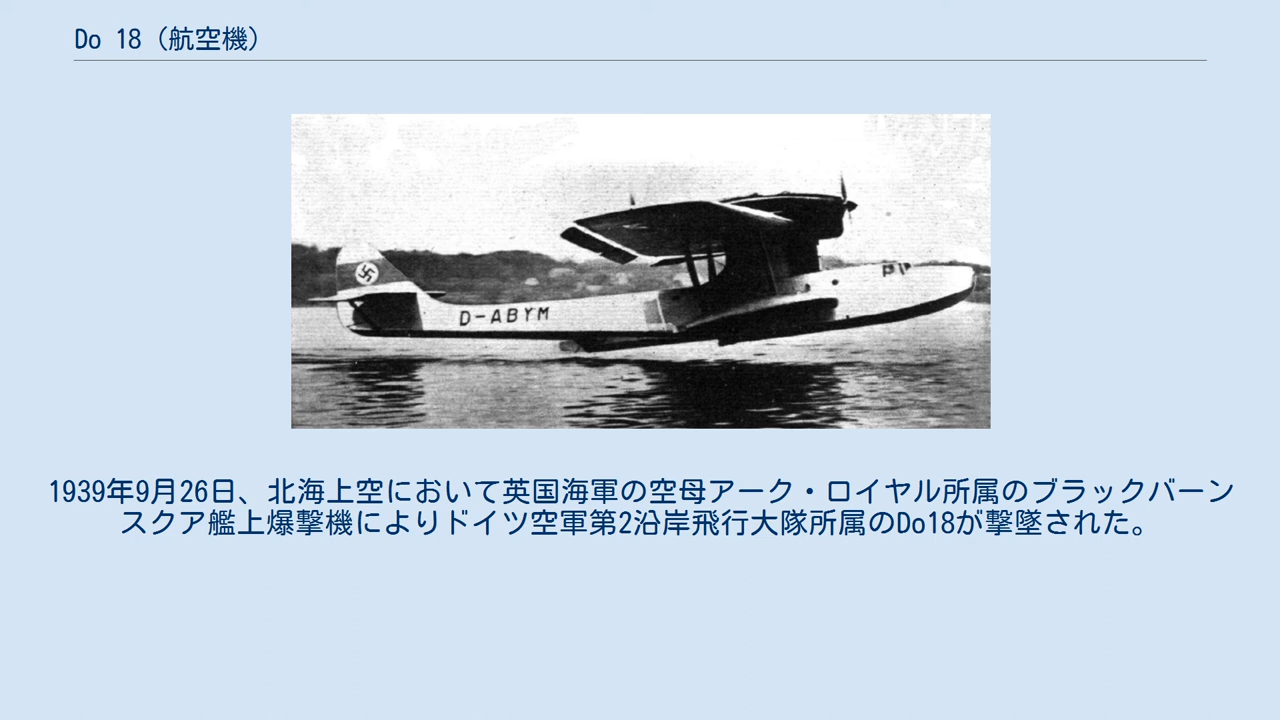 Do 18（航空機）
D-ABYM
1939年9月26日、北海上空において英国海軍の空母アーク・ロイヤル所属のブラックバーン
スクア艦上爆撃機によりドイツ空軍第2沿岸飛行大隊所属のDo18が撃墜された。